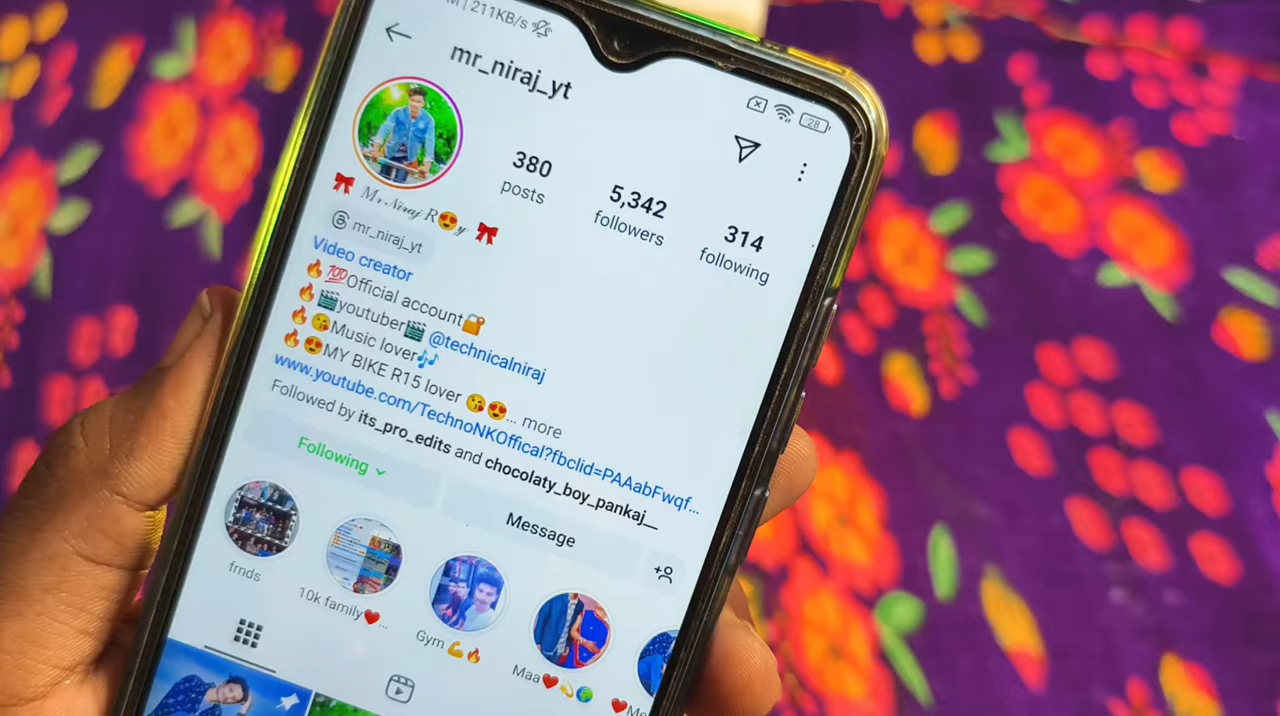 M | 211KB/s
mr_niraj_yt
28
380 posts
5,342 followers
314 following
🎀 𝓜𝓻 𝓝𝓲𝓻𝓪𝓳 R😍y 🎀
mr_niraj_yt
Video creator
🔥💯Official account🔐
🔥🎬youtuber🎬 @technicalniraj
🔥😘Music lover🎶
🔥😍MY BIKE R15 lover 😘😍... more
www.youtube.com/TechnoNKOffical?fbclid=PAAabFwqf...
Followed by its_pro_edits and chocolaty_boy_pankaj__
Following
Message
frnds
10k family❤️...
Gym💪🔥
Maa❤️💫🌍